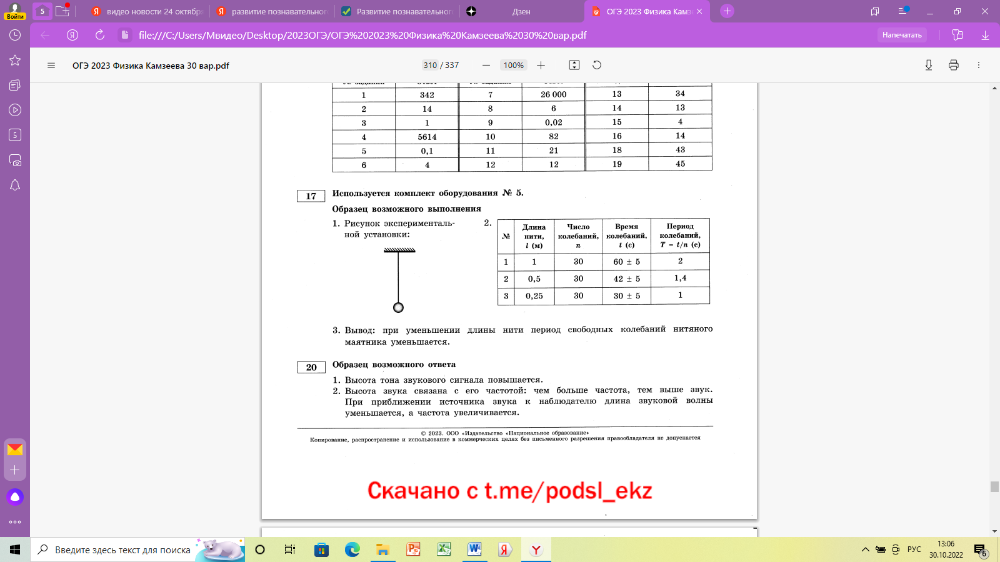 Войти
5
видео новости 24 октября
развитие познавательного
Развитие познавательног
Дзен
ОГЭ 2023 Физика Камзе
file:///C:/Users/Мвидео/Desktop/2023ОГЭ/ОГЭ%202023%20Физика%20Камзеева%2030%20вар.pdf
Напечатать
ОГЭ 2023 Физика Камзеева 30 вар.pdf
310 / 337
100%
1 342 7 26 000 13 34
2 14 8 6 14 13
3 1 9 0,02 15 4
4 5614 10 82 16 14
5 0,1 11 21 18 43
6 4 12 12 19 45
17 Используется комплект оборудования № 5.
Образец возможного выполнения
1. Рисунок эксперименталь-
ной установки:
2.
№ Длина нити, l (м) Число колебаний, n Время колебаний, t (с) Период колебаний, T = t/n (с)
1 1 30 60 ± 5 2
2 0,5 30 42 ± 5 1,4
3 0,25 30 30 ± 5 1
3. Вывод: при уменьшении длины нити период свободных колебаний нитяного
маятника уменьшается.
20 Образец возможного ответа
1. Высота тона звукового сигнала повышается.
2. Высота звука связана с его частотой: чем больше частота, тем выше звук.
При приближении источника звука к наблюдателю длина звуковой волны
уменьшается, а частота увеличивается.
© 2023. ООО «Издательство «Национальное образование»
Копирование, распространение и использование в коммерческих целях без письменного разрешения правообладателя не допускается
Скачано с t.me/podsl_ekz
5
Введите здесь текст для поиска
РУС
13:06
30.10.2022
6